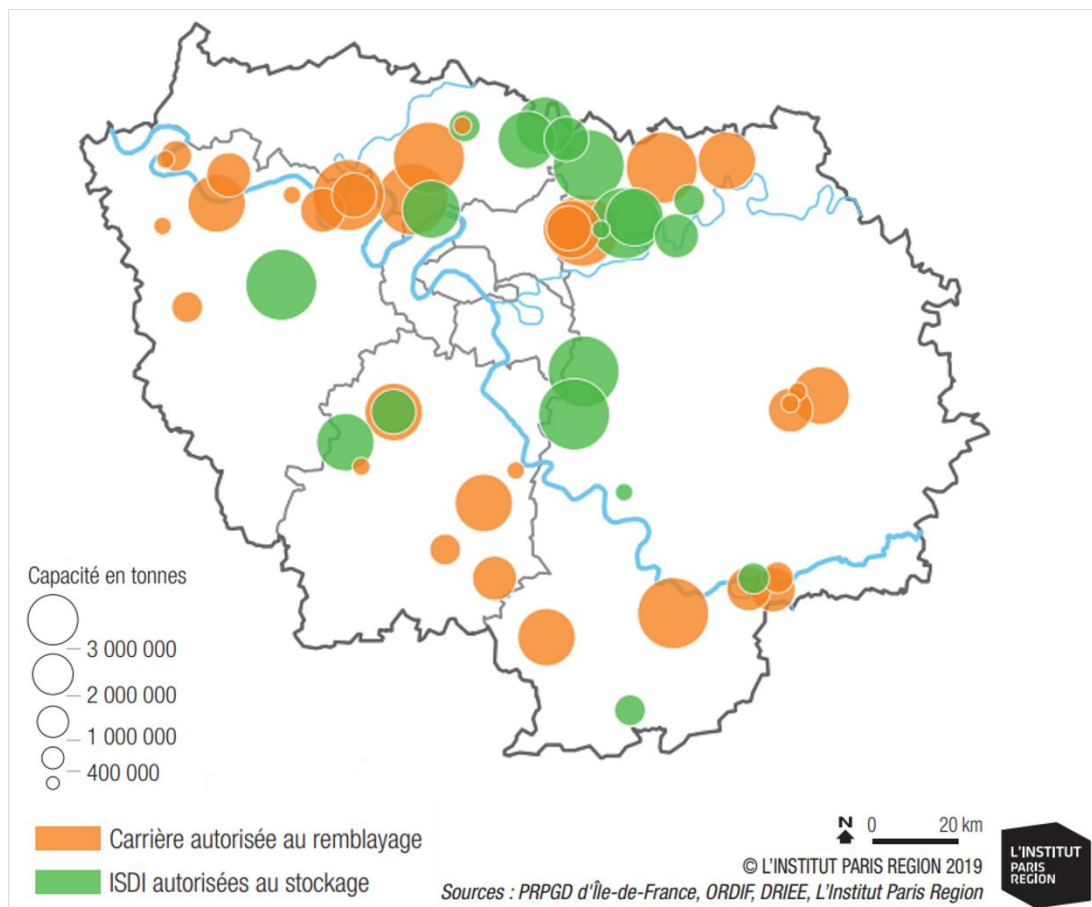 Capacité en tonnes
3 000 000
2 000 000
1 000 000
400 000
Carrière autorisée au remblayage
ISDI autorisées au stockage
N
0 20 km
© L'INSTITUT PARIS REGION 2019
Sources : PRPGD d'Île-de-France, ORDIF, DRIEE, L'Institut Paris Region
L'INSTITUT
PARIS
REGION